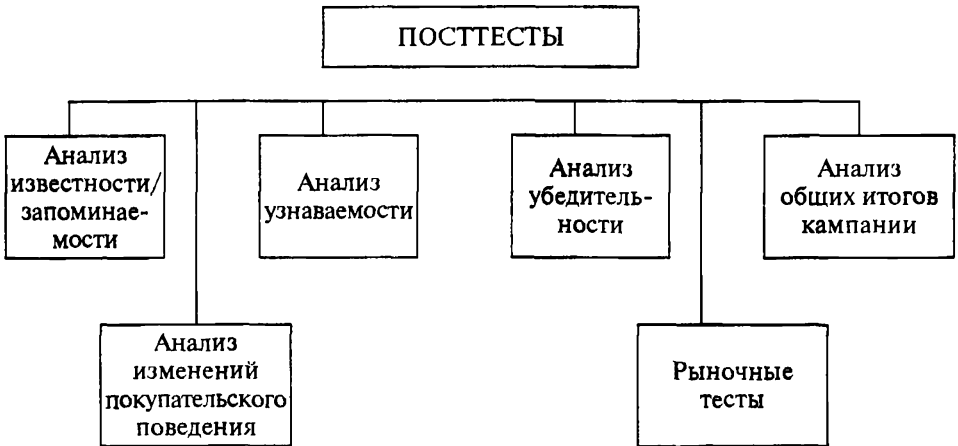 ПОСТТЕСТЫ
Анализ
известности/
запоминае-
мости
Анализ
узнаваемости
Анализ
убедитель-
ности
Анализ
общих итогов
кампании
Анализ
изменений
покупательского
поведения
Рыночные
тесты